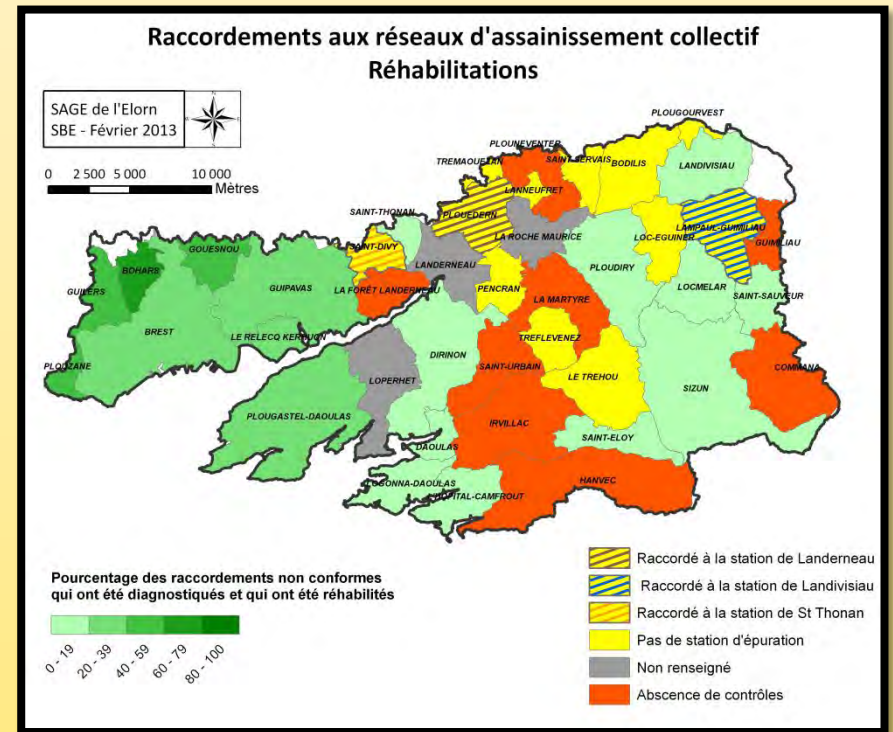 Raccordements aux réseaux d'assainissement collectif
Réhabilitations
SAGE de l'Elorn
SBE - Février 2013
0 2 500 5 000 10 000
Mètres
PLOUGOURVEST
PLOUNEVENTER
TREMAOUEZAN
SAINT-SERVAIS
BODILIS
LANDIVISIAU
LANNEUFRET
SAINT-THONAN
PLOUEDERN
LA ROCHE MAURICE
LOC-EGUINER
LAMPAUL-GUIMILIAU
GUIMILIAU
GOUESNOU
SAINT-DIVY
LANDERNEAU
BOHARS
PLOUDIRY
GUILERS
GUIPAVAS
LA FORÊT LANDERNEAU
PENCRAN
LOCMELAR
SAINT-SAUVEUR
LA MARTYRE
BREST
LE RELECQ KERHUON
TREFLEVENEZ
DIRINON
SAINT-URBAIN
COMMANA
PLOUZANE
LOPERHET
LE TREHOU
SIZUN
PLOUGASTEL-DAOULAS
IRVILLAC
SAINT-ELOY
DAOULAS
HANVEC
LOGONNA-DAOULAS
L'HOPITAL-CAMFROUT
Pourcentage des raccordements non conformes
qui ont été diagnostiqués et qui ont été réhabilités
0 - 19
20 - 39
40 - 59
60 - 79
80 - 100
Raccordé à la station de Landerneau
Raccordé à la station de Landivisiau
Raccordé à la station de St Thonan
Pas de station d'épuration
Non renseigné
Abscence de contrôles